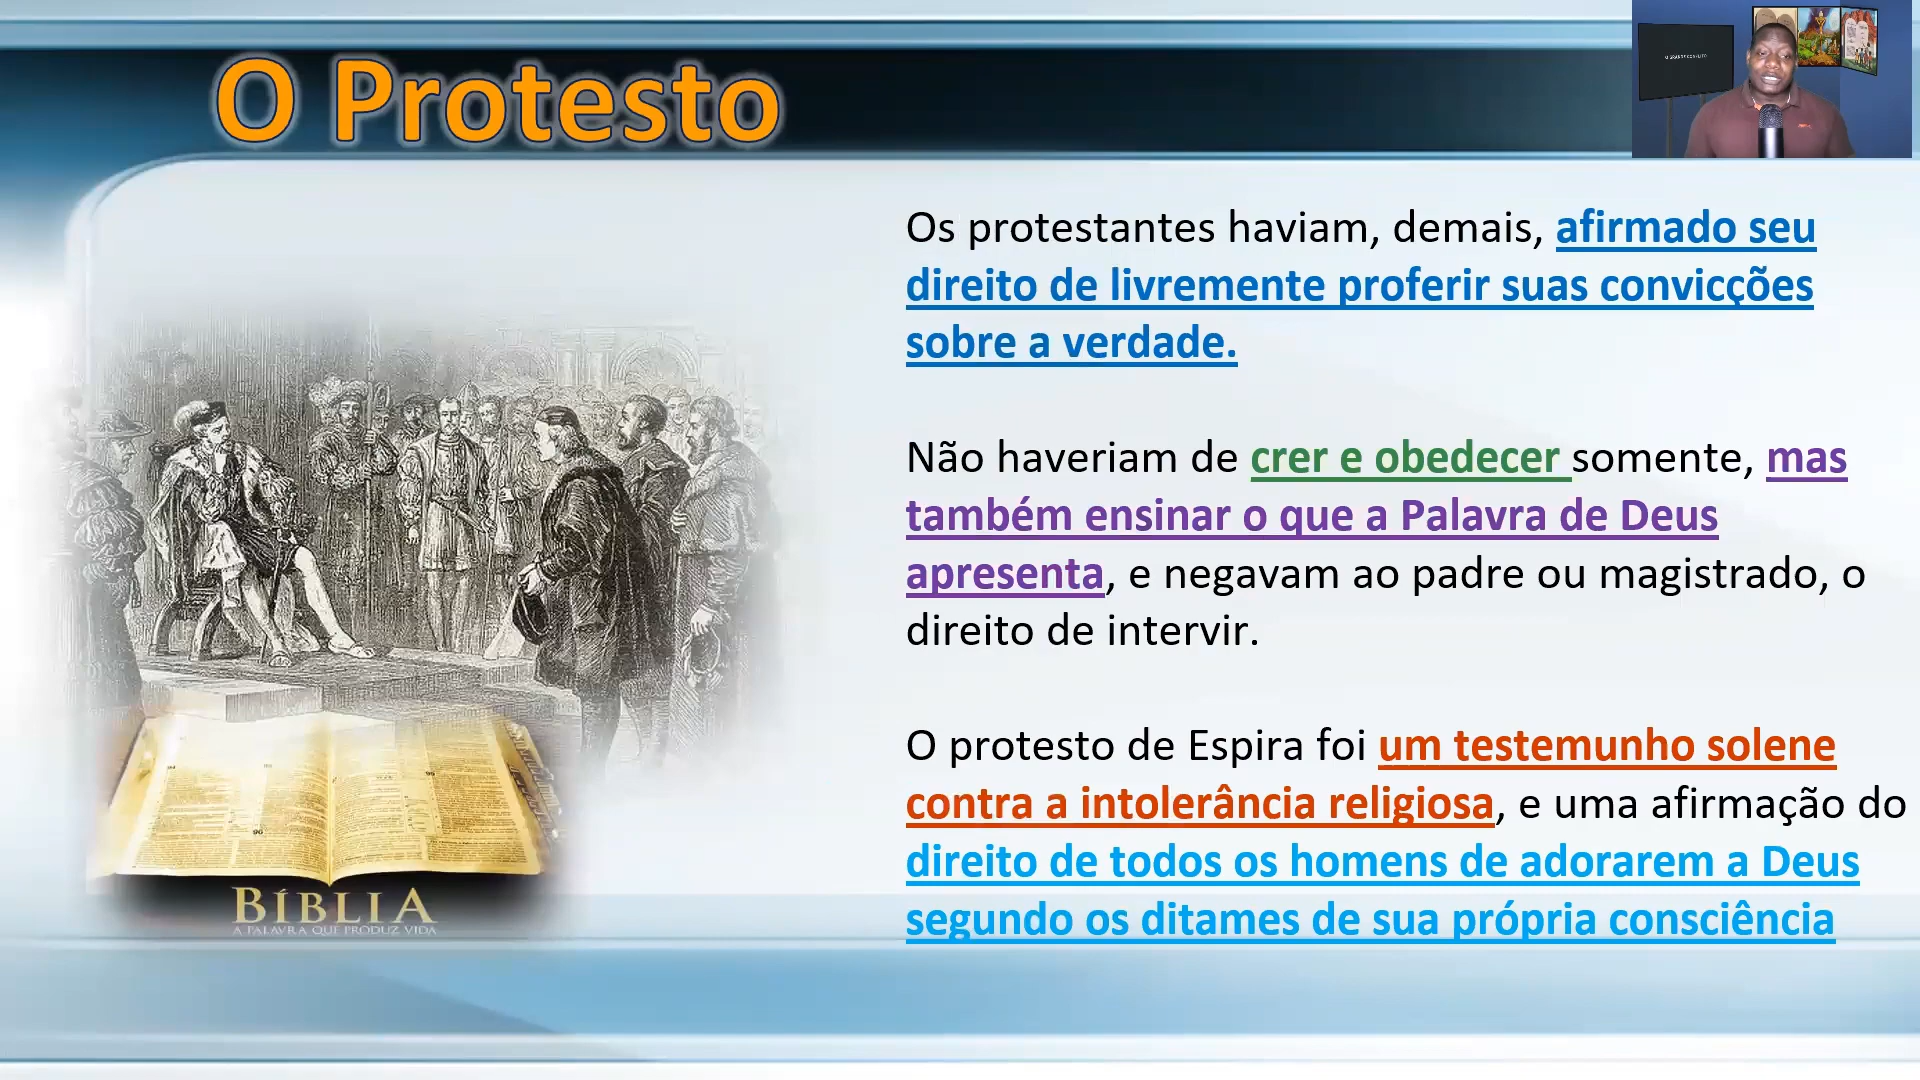 O Protesto
O GRANDE CONFLITO
Os protestantes haviam, demais, afirmado seu
direito de livremente proferir suas convicções
sobre a verdade.
Não haveriam de crer e obedecer somente, mas
também ensinar o que a Palavra de Deus
apresenta, e negavam ao padre ou magistrado, o
direito de intervir.
O protesto de Espira foi um testemunho solene
contra a intolerância religiosa, e uma afirmação do
direito de todos os homens de adorarem a Deus
segundo os ditames de sua própria consciência
BÍBLIA
A PALAVRA QUE PRODUZ VIDA